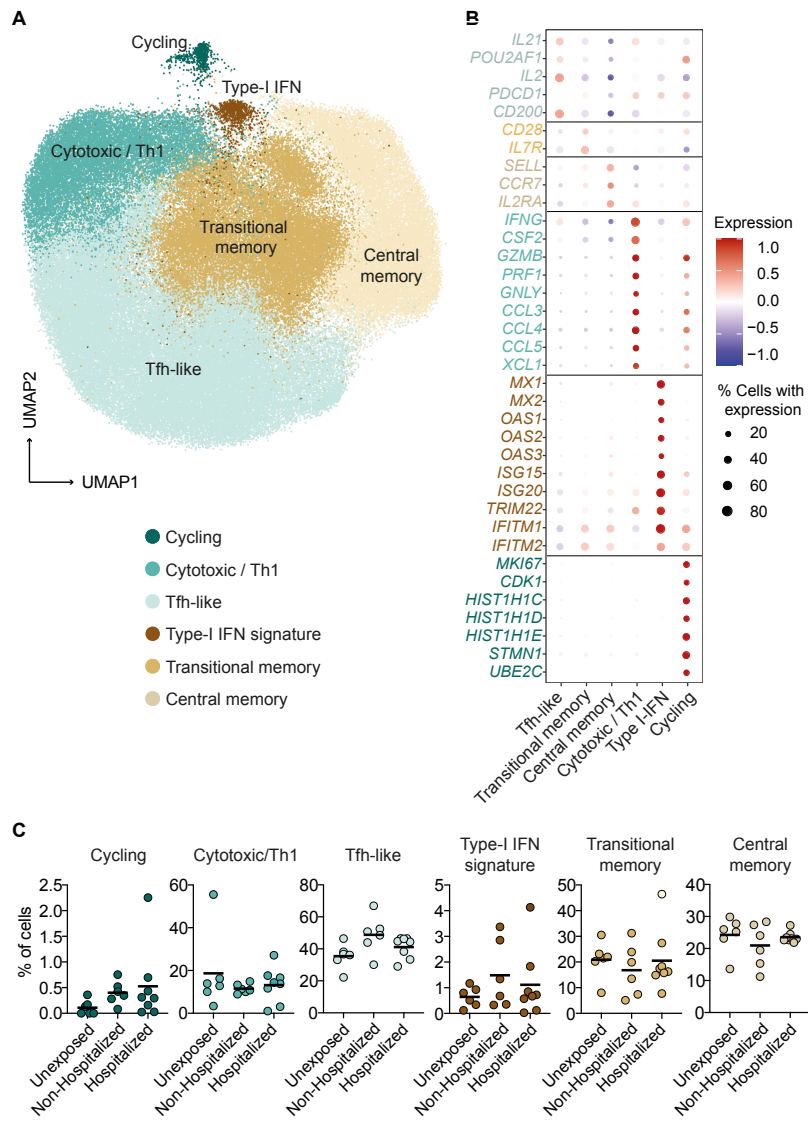 A
Cycling
Type-I IFN
Cytotoxic / Th1
Transitional
memory
Central
memory
Tfh-like
UMAP2
UMAP1
Cycling
Cytotoxic / Th1
Tfh-like
Type-I IFN signature
Transitional memory
Central memory
B
IL21
POU2AF1
IL2
PDCD1
CD200
CD28
IL7R
SELL
CCR7
IL2RA
IFNG
CSF2
GZMB
PRF1
GNLY
CCL3
CCL4
CCL5
XCL1
MX1
MX2
OAS1
OAS2
OAS3
ISG15
ISG20
TRIM22
IFITM1
IFITM2
MKI67
CDK1
HIST1H1C
HIST1H1D
HIST1H1E
STMN1
UBE2C
Tfh-like
Transitional memory
Central memory
Cytotoxic / Th1
Type I-IFN
Cycling
Expression
1.0
0.5
0.0
−0.5
−1.0
% Cells with
expression
20
40
60
80
C
% of cells
Cycling
2.5
2.0
1.5
1.0
0.5
0.0
Unexposed
Non-Hospitalized
Hospitalized
Cytotoxic/Th1
60
40
20
0
Unexposed
Non-Hospitalized
Hospitalized
Tfh-like
80
60
40
20
0
Unexposed
Non-Hospitalized
Hospitalized
Type-I IFN
signature
5
4
3
2
1
0
Unexposed
Non-Hospitalized
Hospitalized
Transitional
memory
50
40
30
20
10
0
Unexposed
Non-Hospitalized
Hospitalized
Central
memory
40
30
20
10
0
Unexposed
Non-Hospitalized
Hospitalized